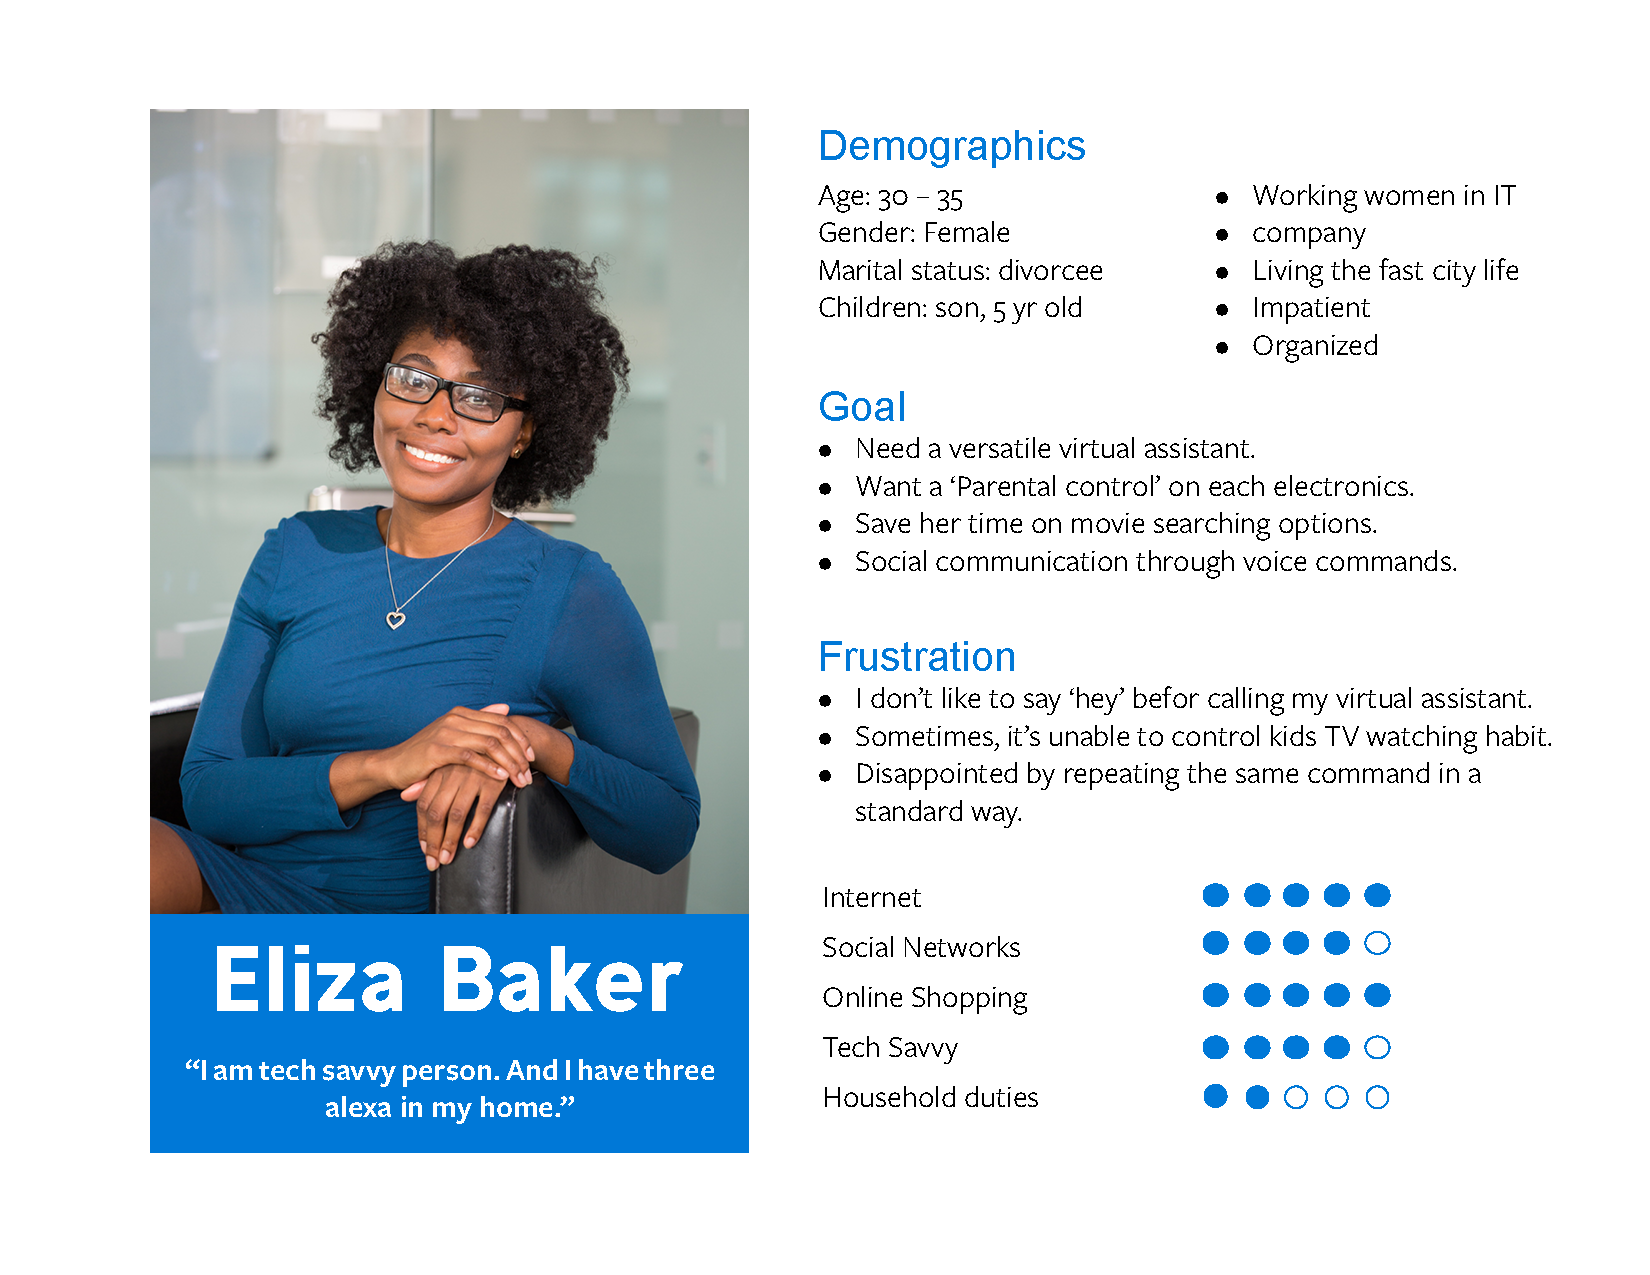 Demographics
Age: 30 – 35
Gender: Female
Marital status: divorcee
Children: son, 5 yr old
● Working women in IT
● company
● Living the fast city life
● Impatient
● Organized
Goal
● Need a versatile virtual assistant.
● Want a ‘Parental control’ on each electronics.
● Save her time on movie searching options.
● Social communication through voice commands.
Frustration
● I don’t like to say ‘hey’ befor calling my virtual assistant.
● Sometimes, it’s unable to control kids TV watching habit.
● Disappointed by repeating the same command in a
standard way.
Internet
Social Networks
Online Shopping
Tech Savvy
Household duties
Eliza Baker
“I am tech savvy person. And I have three
alexa in my home.”